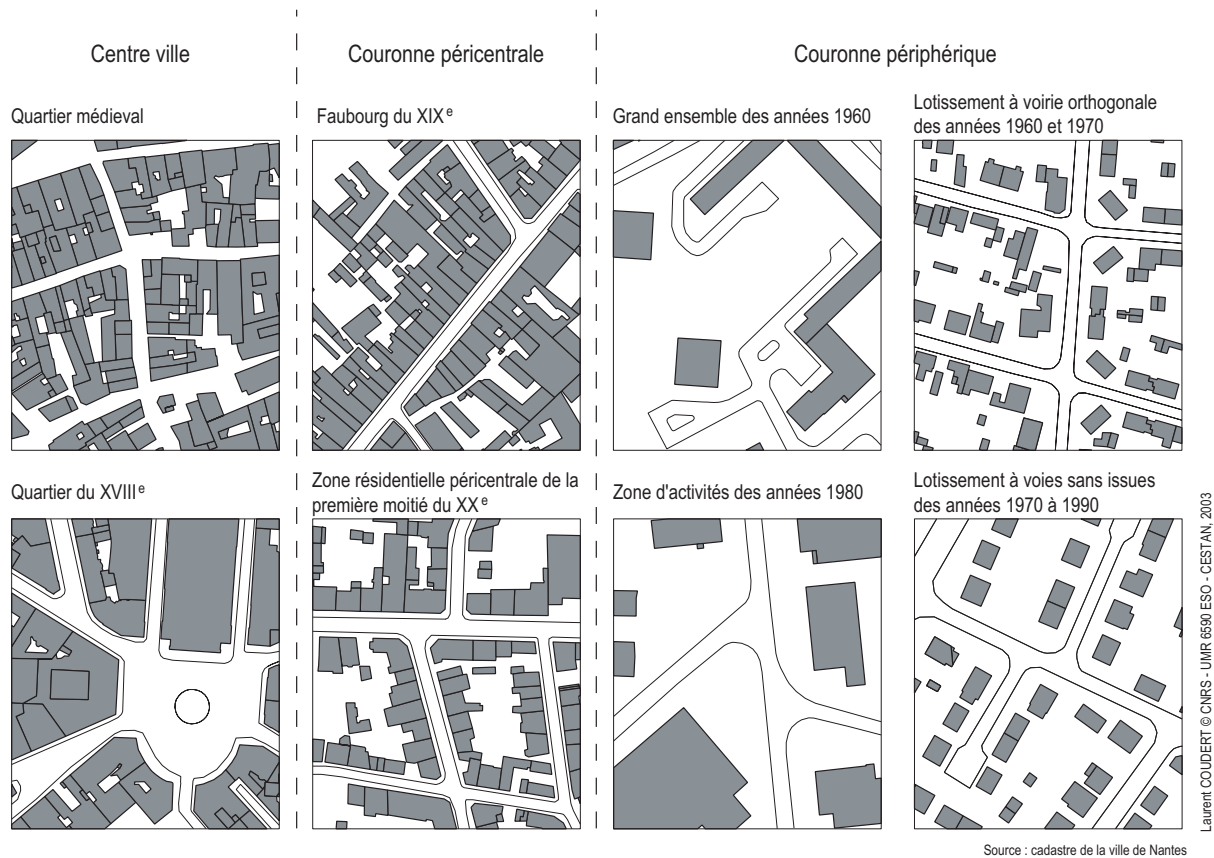 Centre ville
Couronne péricentrale
Couronne périphérique
Quartier médieval
Faubourg du XIXe
Grand ensemble des années 1960
Lotissement à voirie orthogonale
des années 1960 et 1970
Quartier du XVIIIe
Zone résidentielle péricentrale de la
première moitié du XXe
Zone d'activités des années 1980
Lotissement à voies sans issues
des années 1970 à 1990
Laurent COUDERT © CNRS - UMR 6590 ESO - CESTAN, 2003
Source : cadastre de la ville de Nantes